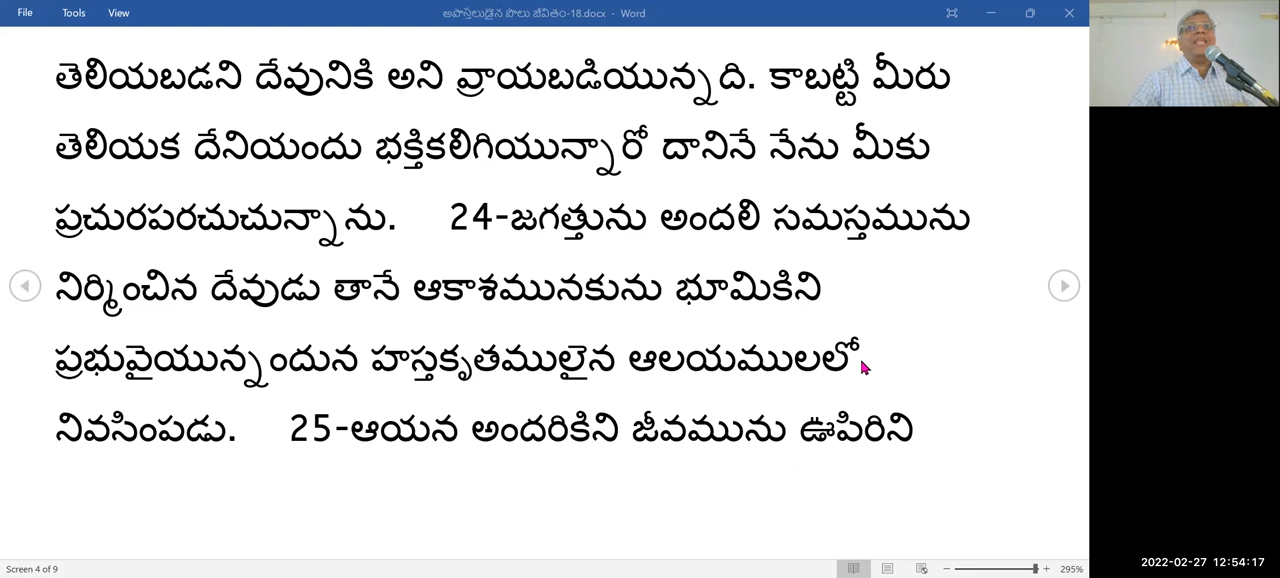 File Tools View అపొస్తలుడైన పౌలు జీవితం-18.docx - Word
తెలియబడని దేవునికి అని వ్రాయబడియున్నది. కాబట్టి మీరు
తెలియక దేనియందు భక్తికలిగియున్నారో దానినే నేను మీకు
ప్రచురపరచుచున్నాను. 24-జగత్తును అందలి సమస్తమును
నిర్మించిన దేవుడు తానే ఆకాశమునకును భూమికిని
ప్రభువైయున్నందున హస్తకృతములైన ఆలయములలో
నివసింపడు. 25-ఆయన అందరికిని జీవమును ఊపిరిని
Screen 4 of 9 295%
2022-02-27 12:54:17